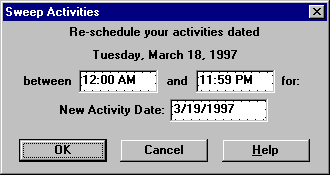 Sweep Activities
Re-schedule your activities dated
Tuesday, March 18, 1997
between 12:00 AM and 11:59 PM for:
New Activity Date: 3/19/1997
OK Cancel Help